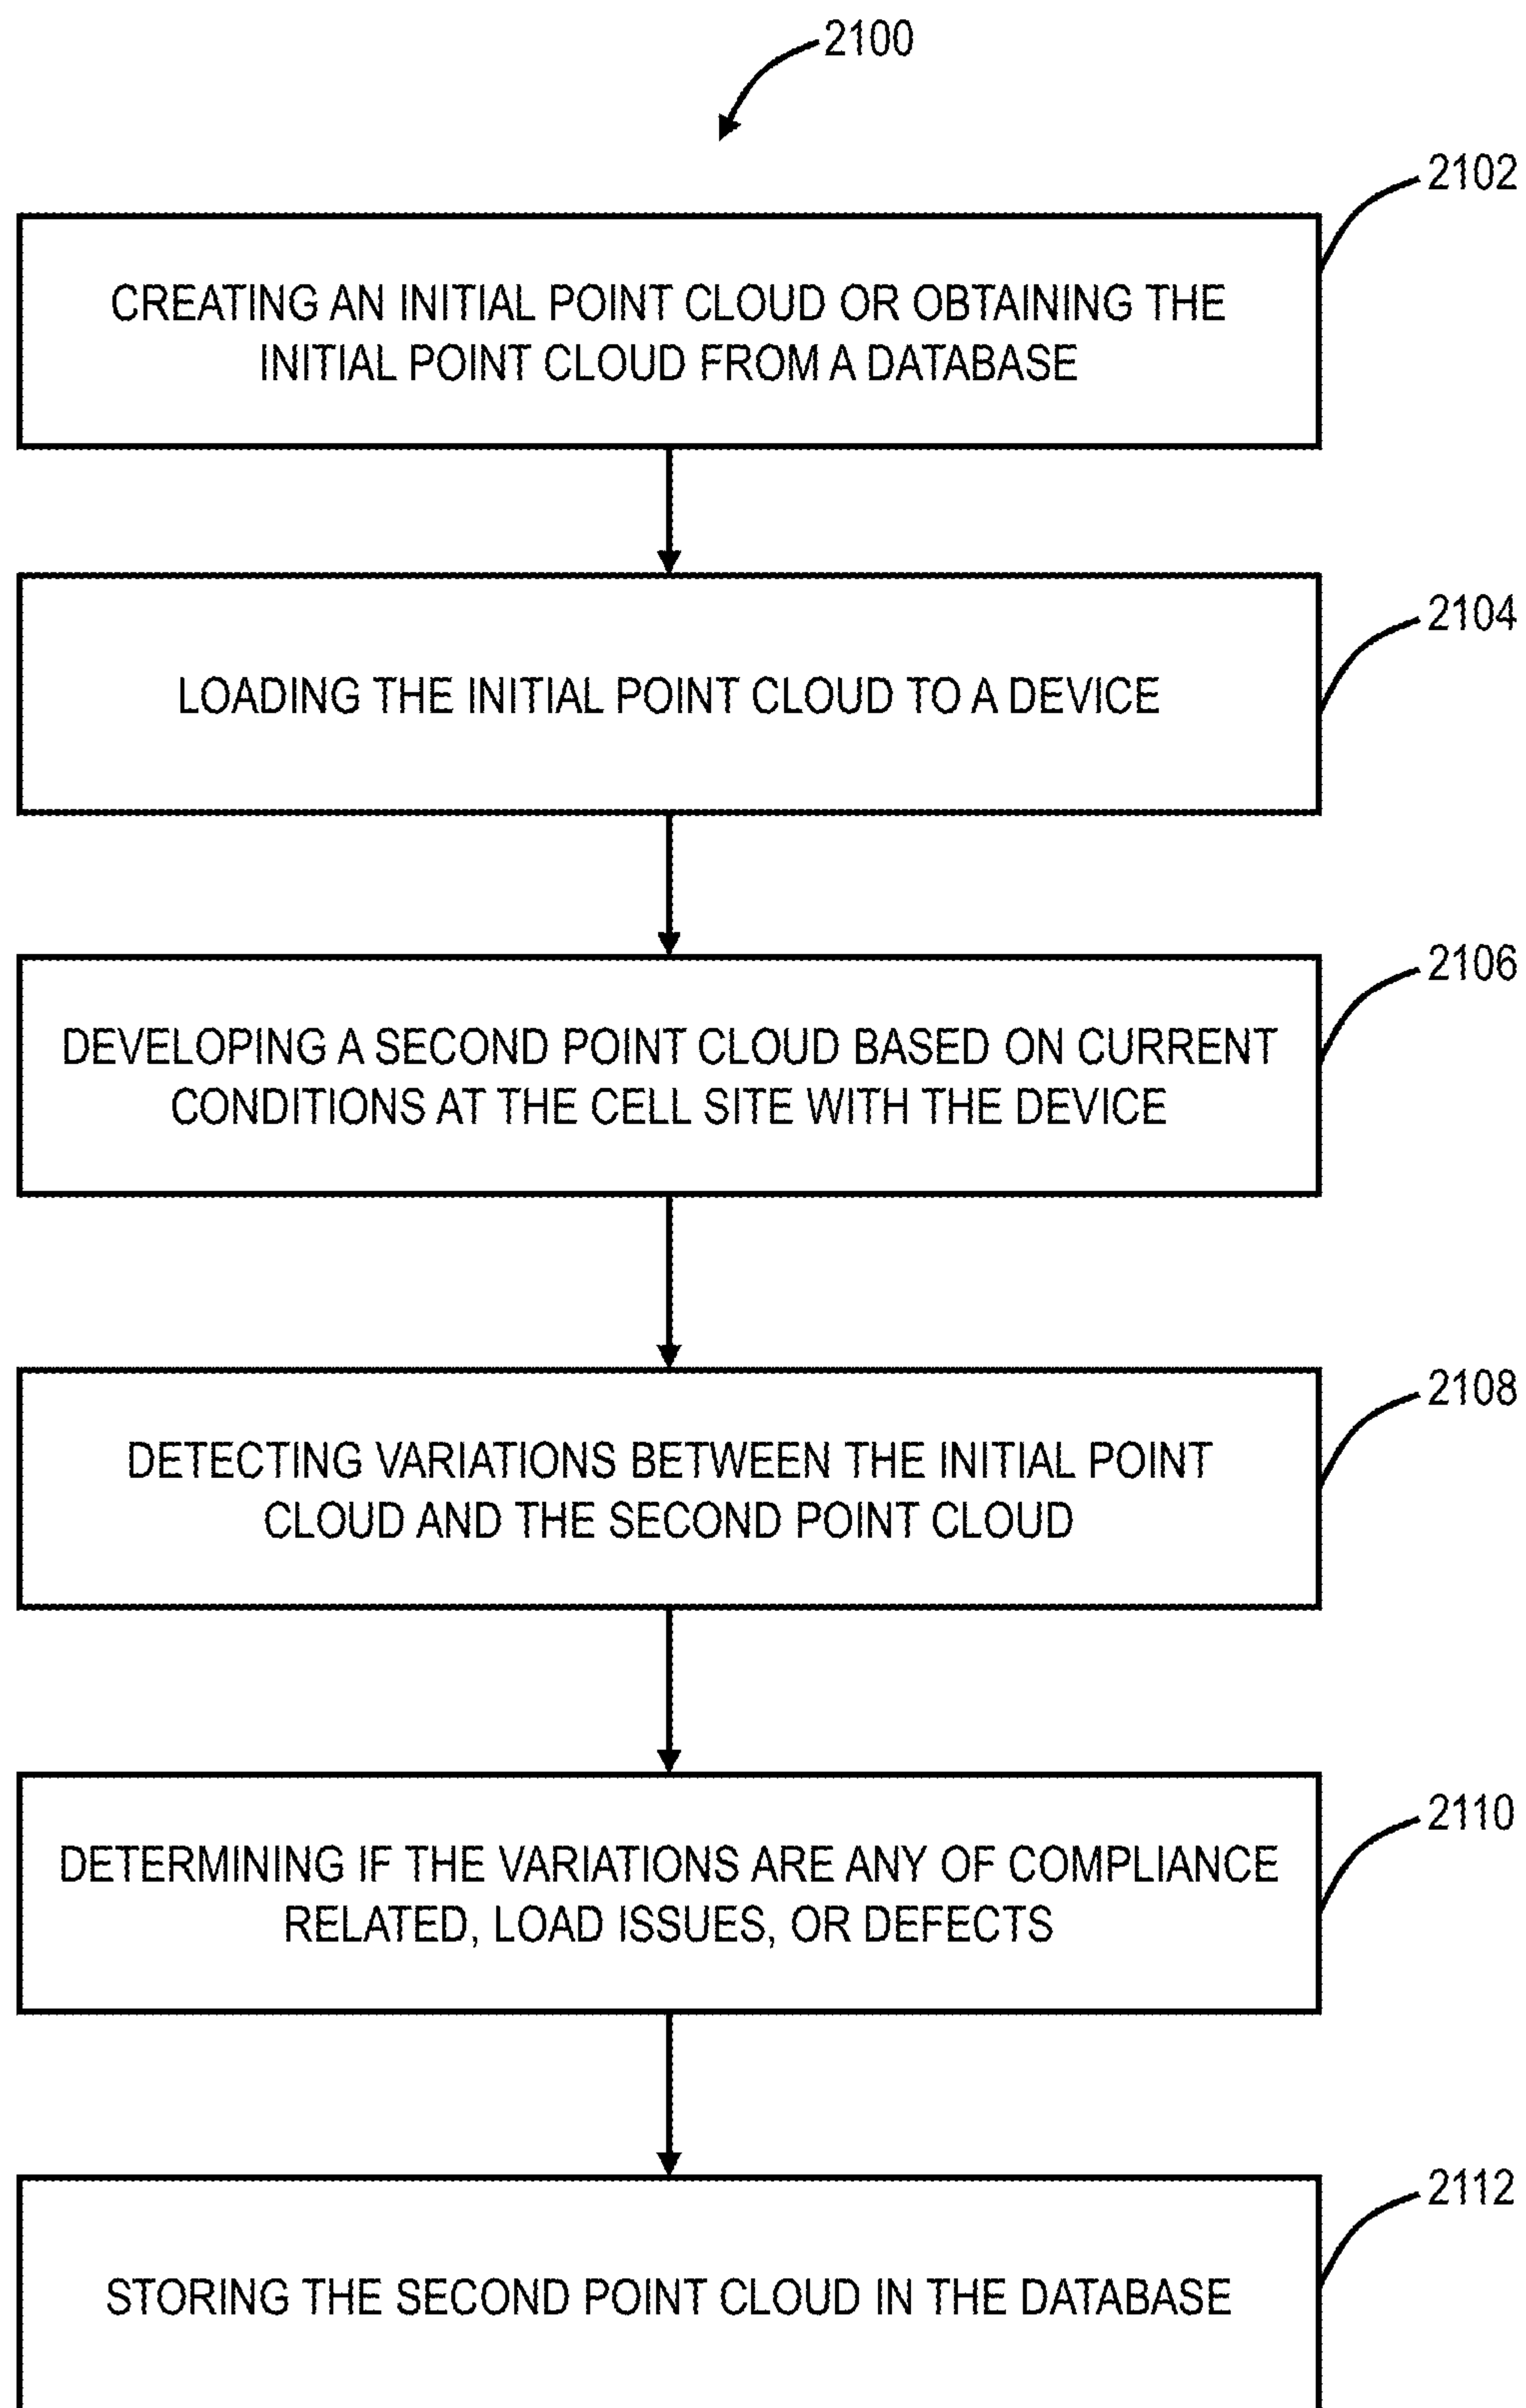 2100
2102
CREATING AN INITIAL POINT CLOUD OR OBTAINING THE
INITIAL POINT CLOUD FROM A DATABASE
2104
LOADING THE INITIAL POINT CLOUD TO A DEVICE
2106
DEVELOPING A SECOND POINT CLOUD BASED ON CURRENT
CONDITIONS AT THE CELL SITE WITH THE DEVICE
2108
DETECTING VARIATIONS BETWEEN THE INITIAL POINT
CLOUD AND THE SECOND POINT CLOUD
2110
DETERMINING IF THE VARIATIONS ARE ANY OF COMPLIANCE
RELATED, LOAD ISSUES, OR DEFECTS
2112
STORING THE SECOND POINT CLOUD IN THE DATABASE